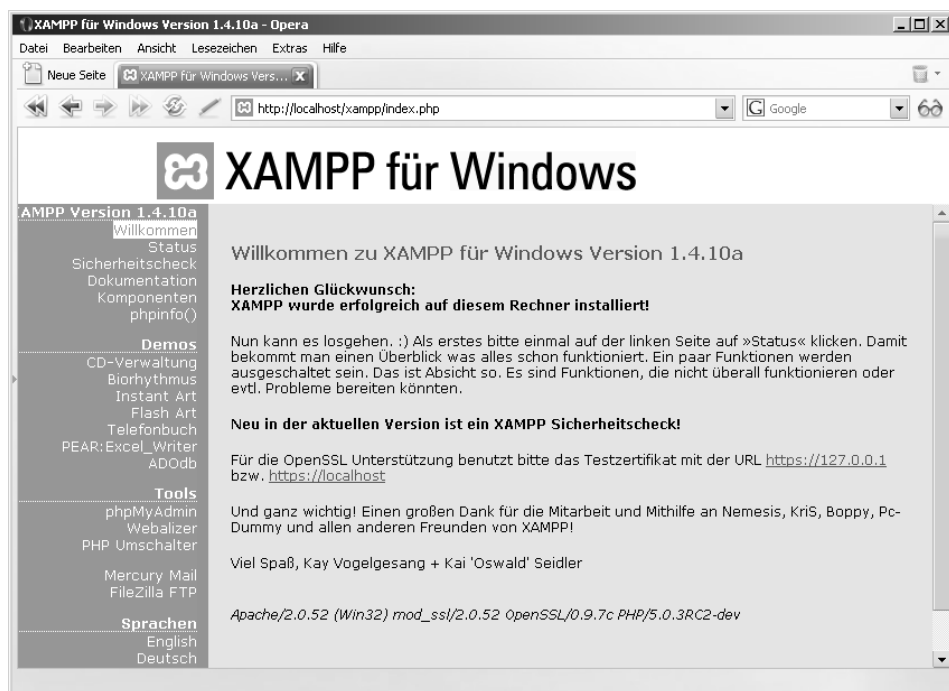 XAMPP für Windows Version 1.4.10a - Opera
Datei Bearbeiten Ansicht Lesezeichen Extras Hilfe
Neue Seite XAMPP für Windows Vers...
http://localhost/xampp/index.php Google
XAMPP für Windows
AMPP Version 1.4.10a
Willkommen
Status
Sicherheitscheck
Dokumentation
Komponenten
phpinfo()
Demos
CD-Verwaltung
Biorhythmus
Instant Art
Flash Art
Telefonbuch
PEAR:Excel_Writer
ADOdb
Tools
phpMyAdmin
Webalizer
PHP Umschalter
Mercury Mail
FileZilla FTP
Sprachen
English
Deutsch
Willkommen zu XAMPP für Windows Version 1.4.10a
Herzlichen Glückwunsch:
XAMPP wurde erfolgreich auf diesem Rechner installiert!
Nun kann es losgehen. :) Als erstes bitte einmal auf der linken Seite auf »Status« klicken. Damit
bekommt man einen Überblick was alles schon funktioniert. Ein paar Funktionen werden
ausgeschaltet sein. Das ist Absicht so. Es sind Funktionen, die nicht überall funktionieren oder
evtl. Probleme bereiten könnten.
Neu in der aktuellen Version ist ein XAMPP Sicherheitscheck!
Für die OpenSSL Unterstützung benutzt bitte das Testzertifikat mit der URL https://127.0.0.1
bzw. https://localhost
Und ganz wichtig! Einen großen Dank für die Mitarbeit und Mithilfe an Nemesis, KriS, Boppy, Pc-
Dummy und allen anderen Freunden von XAMPP!
Viel Spaß, Kay Vogelgesang + Kai 'Oswald' Seidler
Apache/2.0.52 (Win32) mod_ssl/2.0.52 OpenSSL/0.9.7c PHP/5.0.3RC2-dev